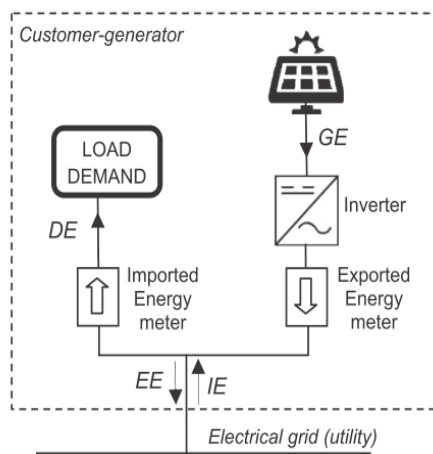 Customer-generator
GE
LOAD
DEMAND
Inverter
DE
Imported
Energy
meter
Exported
Energy
meter
EE
IE
Electrical grid (utility)